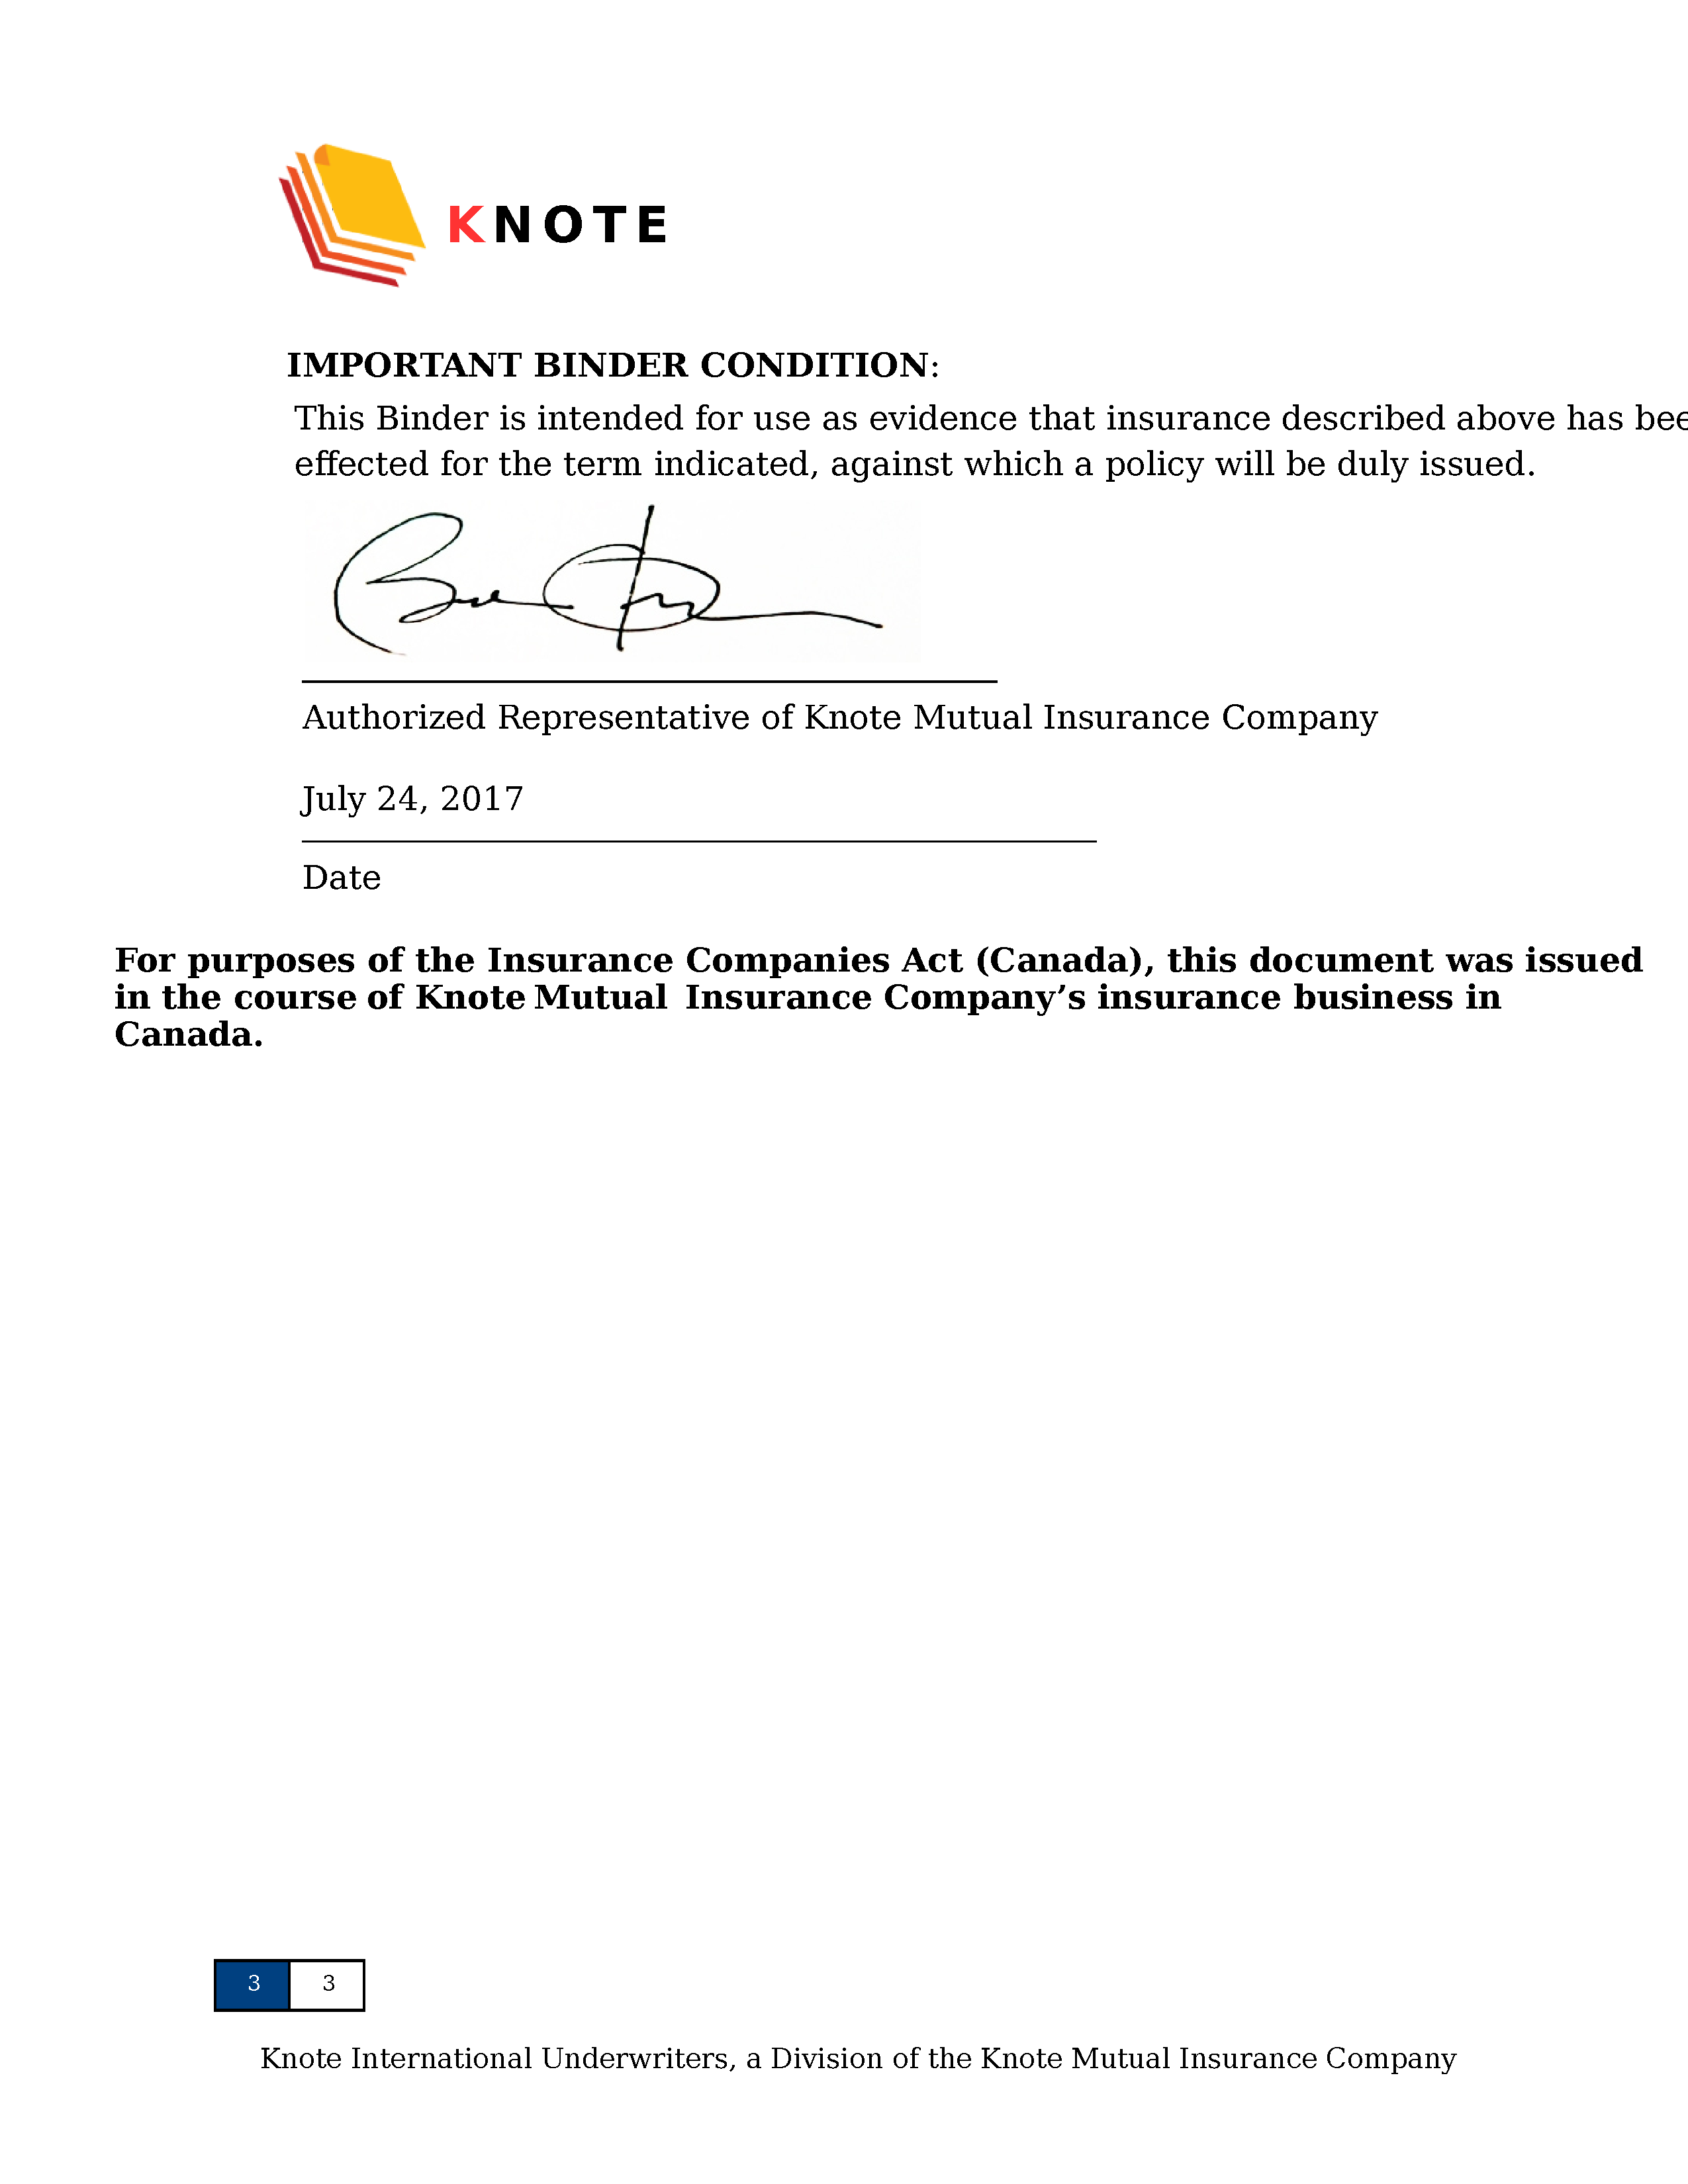 KNOTE
IMPORTANT BINDER CONDITION:
This Binder is intended for use as evidence that insurance described above has bee
effected for the term indicated, against which a policy will be duly issued.
Authorized Representative of Knote Mutual Insurance Company
July 24, 2017
Date
For purposes of the Insurance Companies Act (Canada), this document was issued
in the course of Knote Mutual Insurance Company’s insurance business in
Canada.
3 3
Knote International Underwriters, a Division of the Knote Mutual Insurance Company